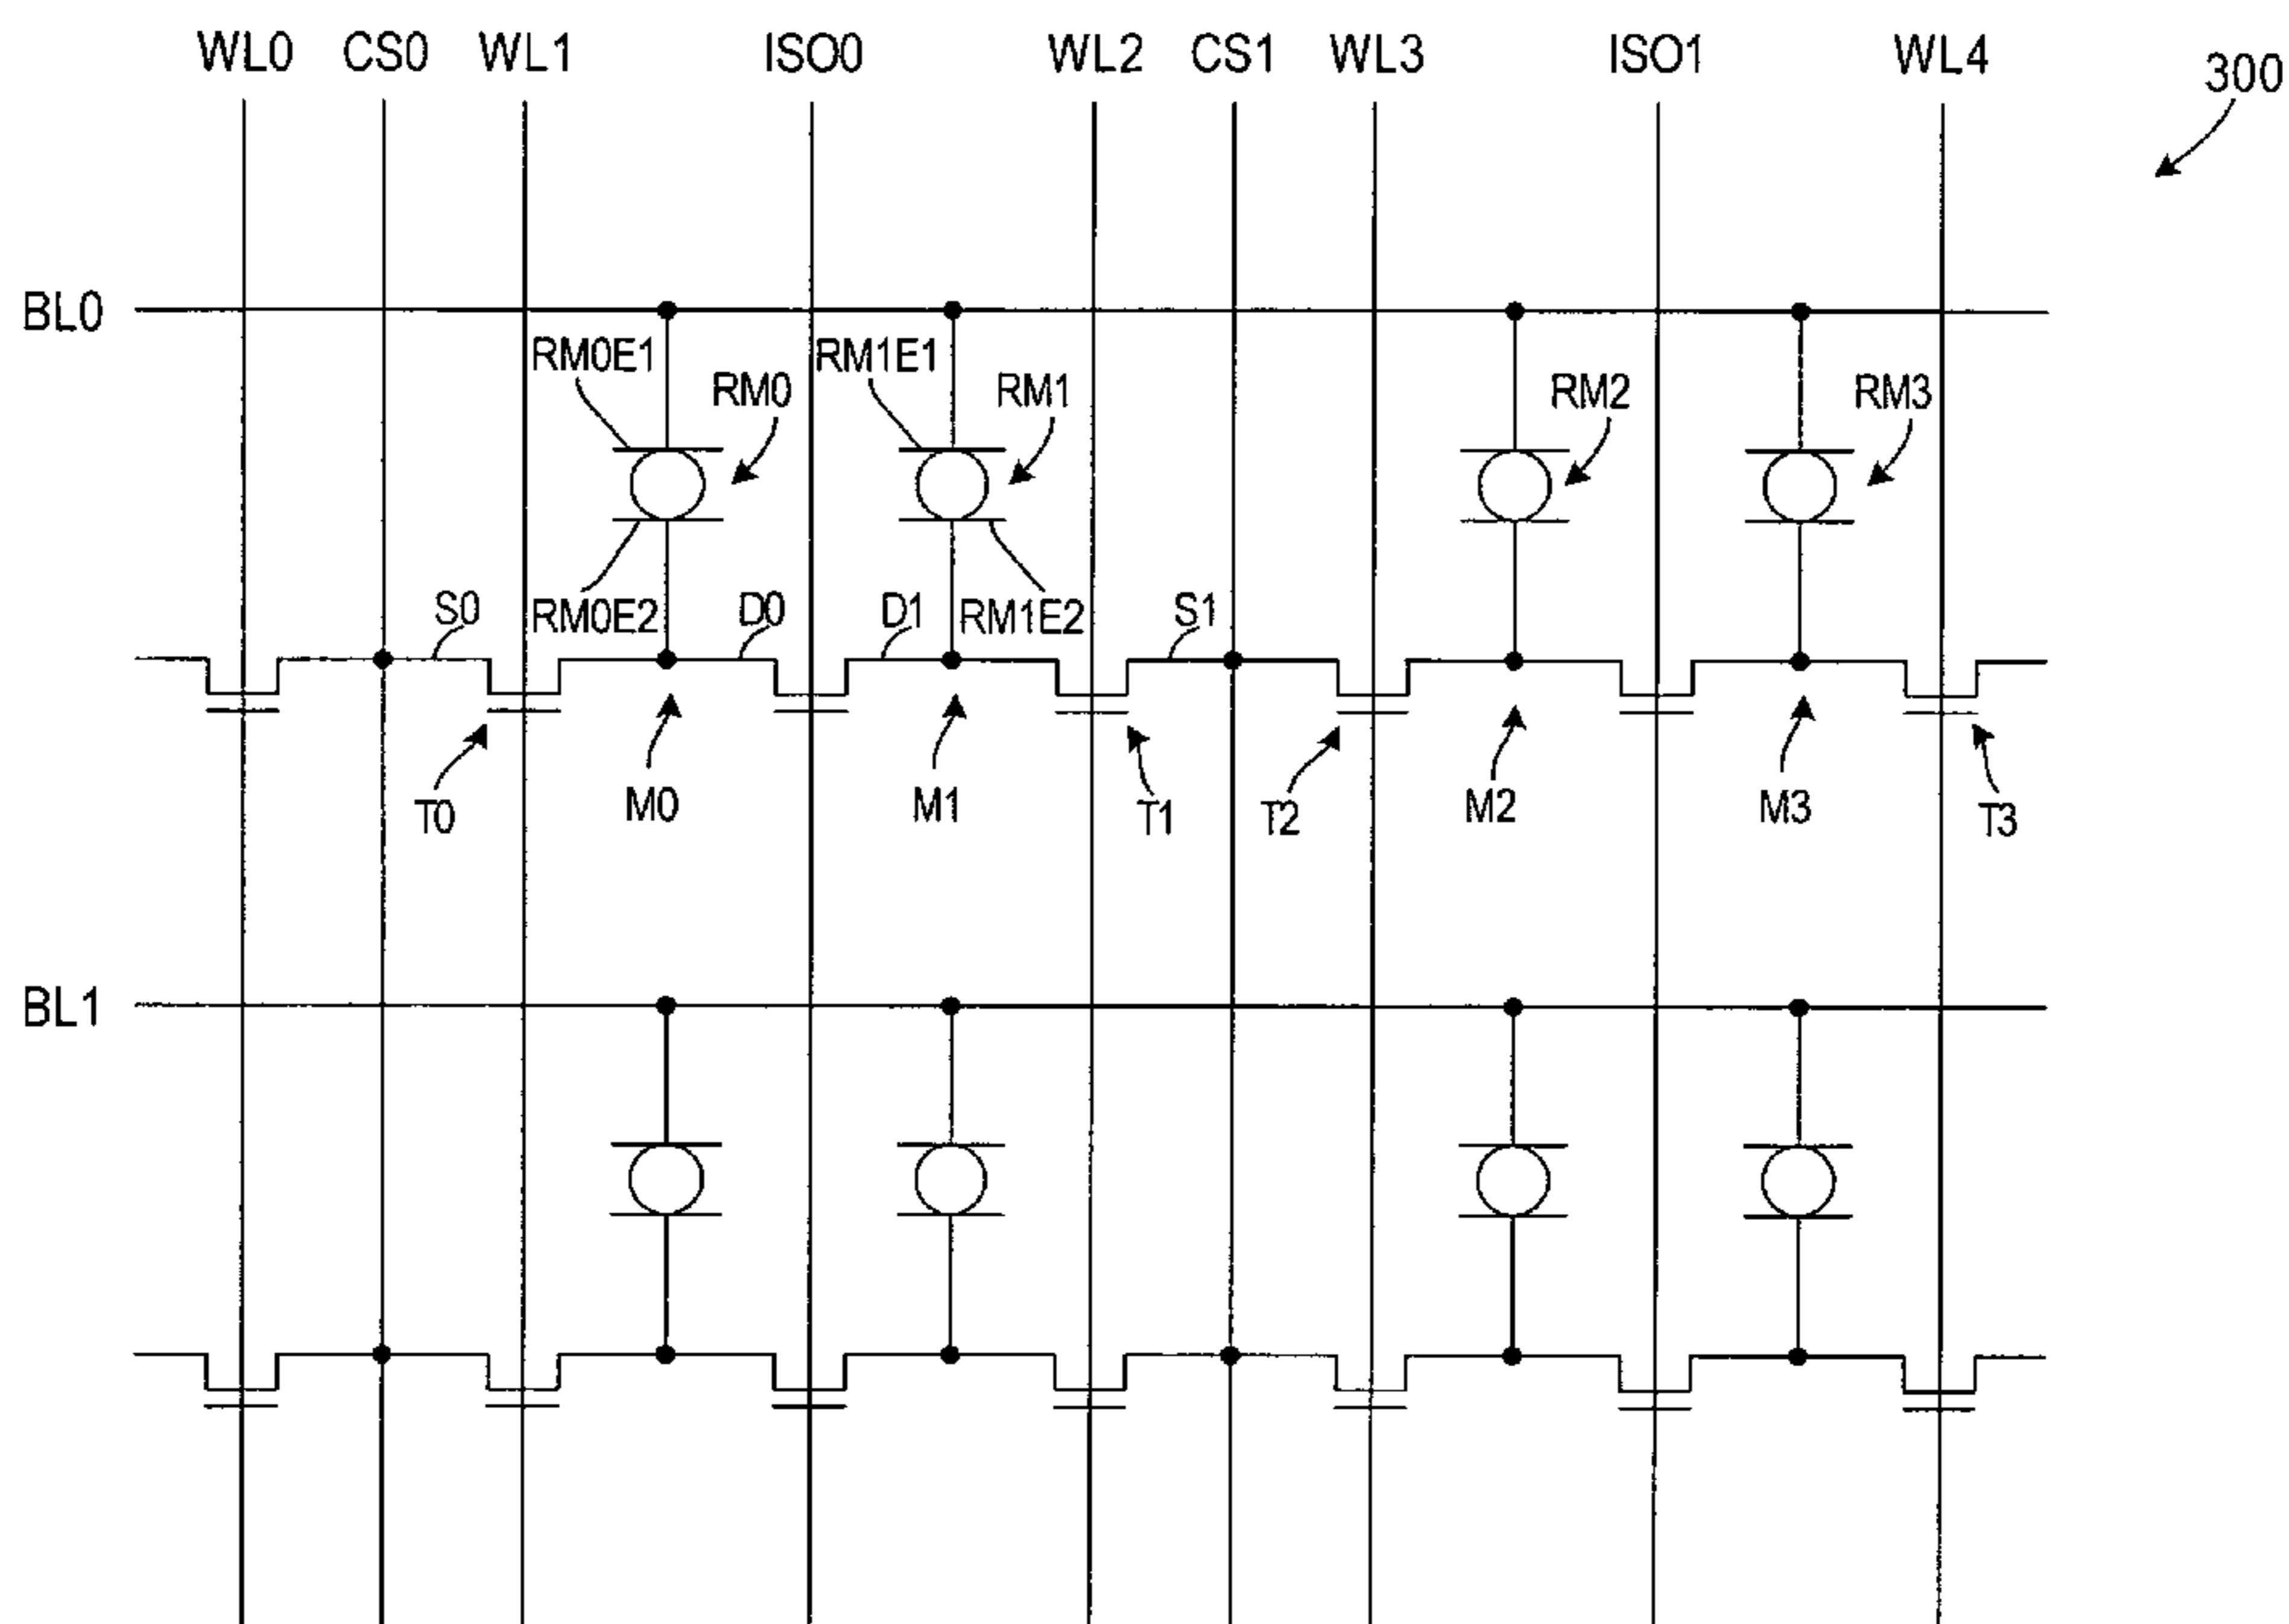 WL0 CS0 WL1 ISO0 WL2 CS1 WL3 ISO1 WL4
300
BL0
RM0E1 RM0 RM1E1 RM1 RM2 RM3
S0 RM0E2 D0 D1 RM1E2 S1
T0 M0 M1 T1 T2 M2 M3 T3
BL1